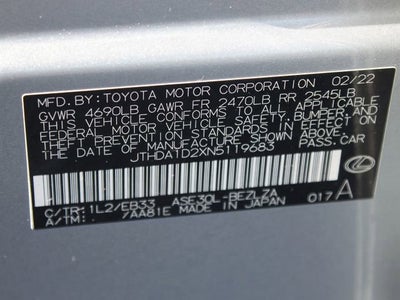 MFD. BY: TOYOTA MOTOR CORPORATION 02/22
GVWR 4690LB GAWR FR 2470LB RR 2545LB
THIS VEHICLE CONFORMS TO ALL APPLICABLE
FEDERAL MOTOR VEHICLE SAFETY, BUMPER, AND
THEFT PREVENTION STANDARDS IN EFFECT ON
THE DATE OF MANUFACTURE SHOWN ABOVE.
JTHDA1D2XN5119683 PASS.CAR
C/TR:1L2/EB33 ASE30L-BEZLZA
A/TM: /AA81E MADE IN JAPAN 017 A